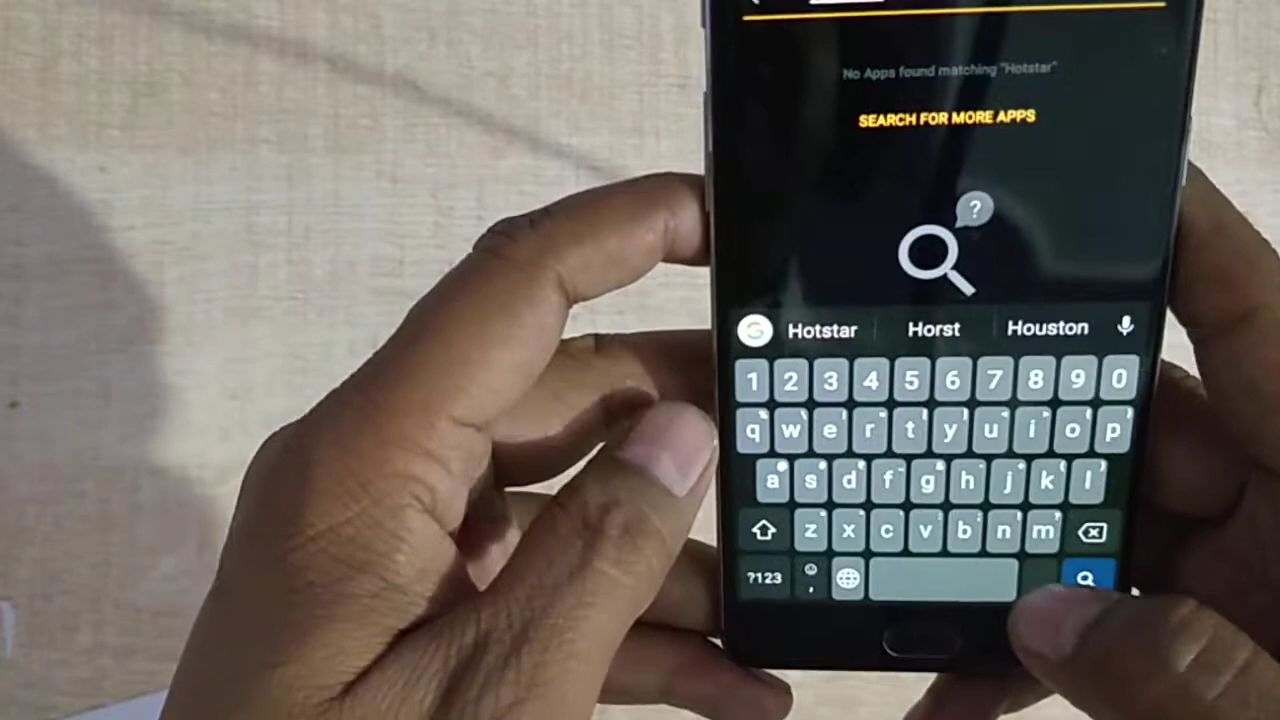 No Apps found matching "Hotstar"
SEARCH FOR MORE APPS
?
G Hotstar Horst Houston
1 2 3 4 5 6 7 8 9 0
q w e r t y u i o p
a s d f g h j k l
z x c v b n m
?123 ,